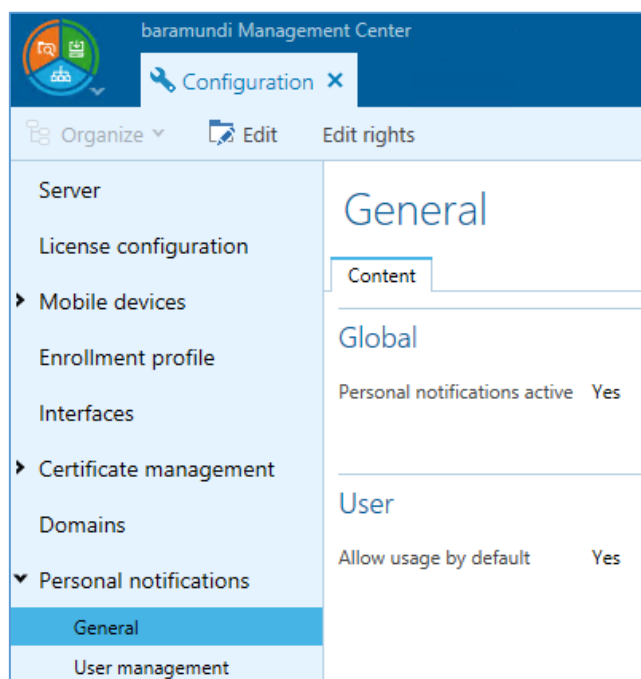 baramundi Management Center
Configuration
Organize
Edit
Edit rights
Server
License configuration
Mobile devices
Enrollment profile
Interfaces
Certificate management
Domains
Personal notifications
General
User management
General
Content
Global
Personal notifications active Yes
User
Allow usage by default Yes